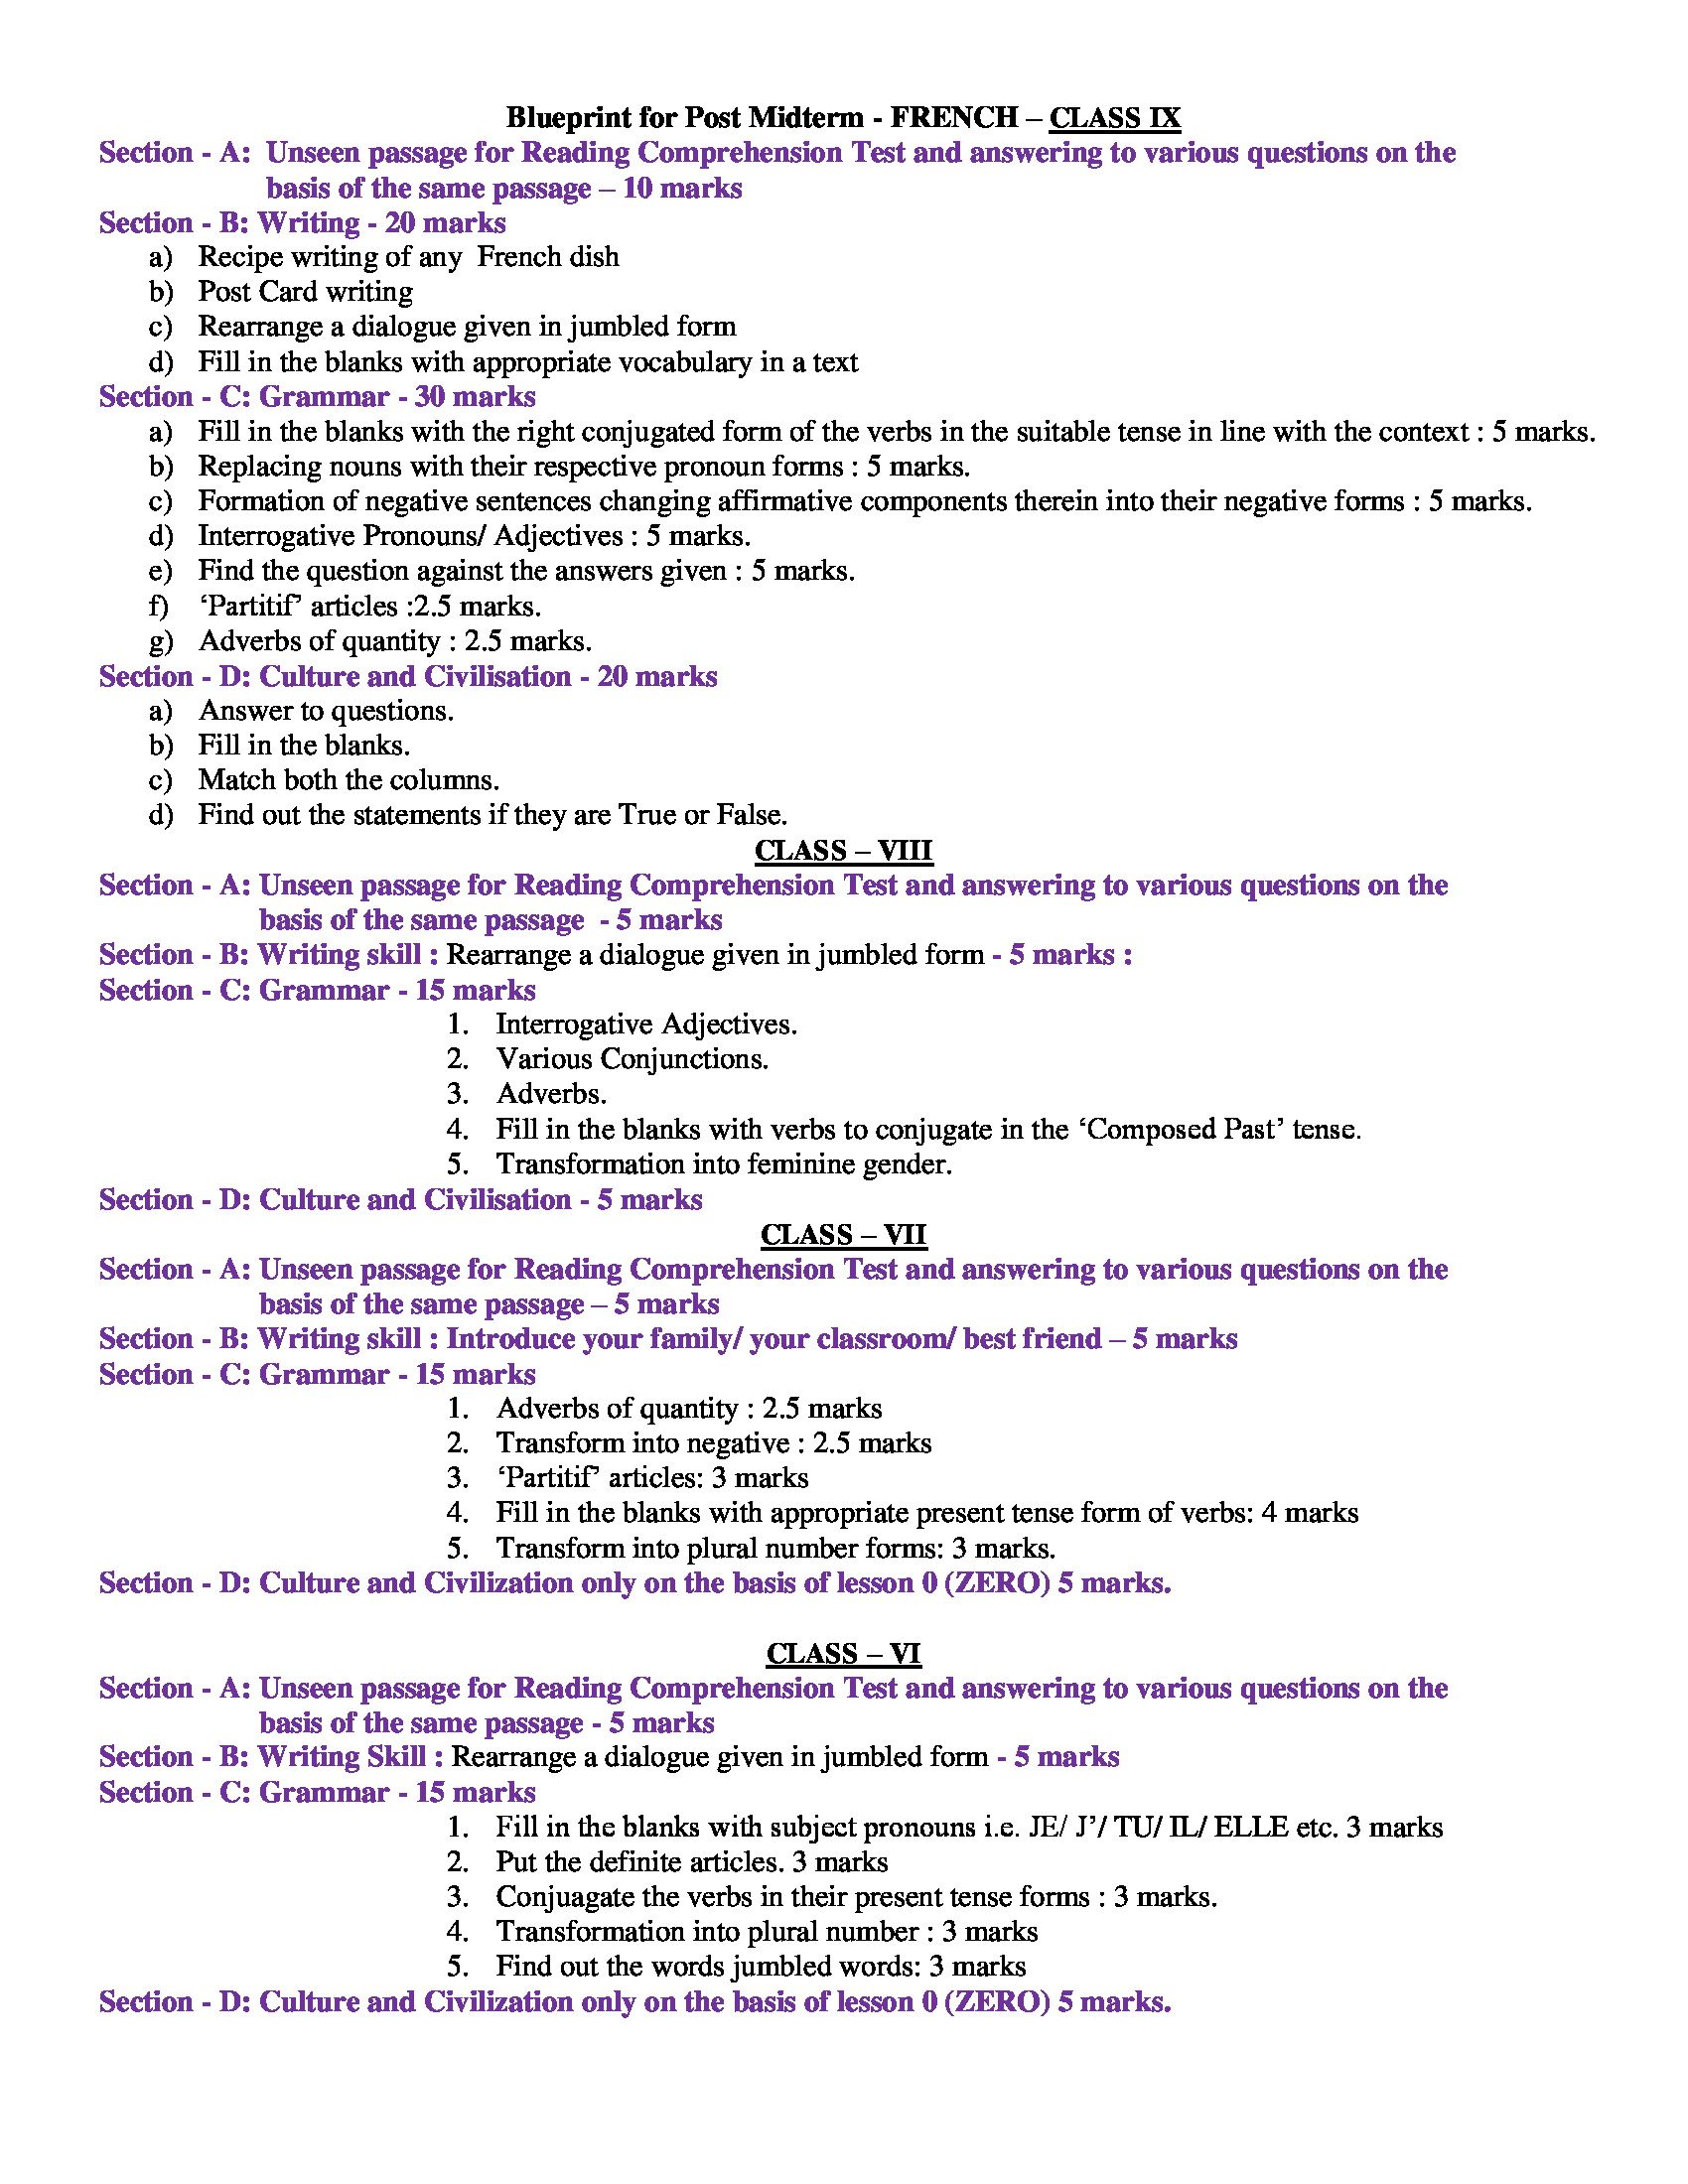 Blueprint for Post Midterm - FRENCH – CLASS IX
Section - A: Unseen passage for Reading Comprehension Test and answering to various questions on the
basis of the same passage – 10 marks
Section - B: Writing - 20 marks
a) Recipe writing of any French dish
b) Post Card writing
c) Rearrange a dialogue given in jumbled form
d) Fill in the blanks with appropriate vocabulary in a text
Section - C: Grammar - 30 marks
a) Fill in the blanks with the right conjugated form of the verbs in the suitable tense in line with the context : 5 marks.
b) Replacing nouns with their respective pronoun forms : 5 marks.
c) Formation of negative sentences changing affirmative components therein into their negative forms : 5 marks.
d) Interrogative Pronouns/ Adjectives : 5 marks.
e) Find the question against the answers given : 5 marks.
f) ‘Partitif’ articles :2.5 marks.
g) Adverbs of quantity : 2.5 marks.
Section - D: Culture and Civilisation - 20 marks
a) Answer to questions.
b) Fill in the blanks.
c) Match both the columns.
d) Find out the statements if they are True or False.
CLASS – VIII
Section - A: Unseen passage for Reading Comprehension Test and answering to various questions on the
basis of the same passage - 5 marks
Section - B: Writing skill : Rearrange a dialogue given in jumbled form - 5 marks :
Section - C: Grammar - 15 marks
1. Interrogative Adjectives.
2. Various Conjunctions.
3. Adverbs.
4. Fill in the blanks with verbs to conjugate in the ‘Composed Past’ tense.
5. Transformation into feminine gender.
Section - D: Culture and Civilisation - 5 marks
CLASS – VII
Section - A: Unseen passage for Reading Comprehension Test and answering to various questions on the
basis of the same passage – 5 marks
Section - B: Writing skill : Introduce your family/ your classroom/ best friend – 5 marks
Section - C: Grammar - 15 marks
1. Adverbs of quantity : 2.5 marks
2. Transform into negative : 2.5 marks
3. ‘Partitif’ articles: 3 marks
4. Fill in the blanks with appropriate present tense form of verbs: 4 marks
5. Transform into plural number forms: 3 marks.
Section - D: Culture and Civilization only on the basis of lesson 0 (ZERO) 5 marks.
CLASS – VI
Section - A: Unseen passage for Reading Comprehension Test and answering to various questions on the
basis of the same passage - 5 marks
Section - B: Writing Skill : Rearrange a dialogue given in jumbled form - 5 marks
Section - C: Grammar - 15 marks
1. Fill in the blanks with subject pronouns i.e. JE/ J’/ TU/ IL/ ELLE etc. 3 marks
2. Put the definite articles. 3 marks
3. Conjuagate the verbs in their present tense forms : 3 marks.
4. Transformation into plural number : 3 marks
5. Find out the words jumbled words: 3 marks
Section - D: Culture and Civilization only on the basis of lesson 0 (ZERO) 5 marks.